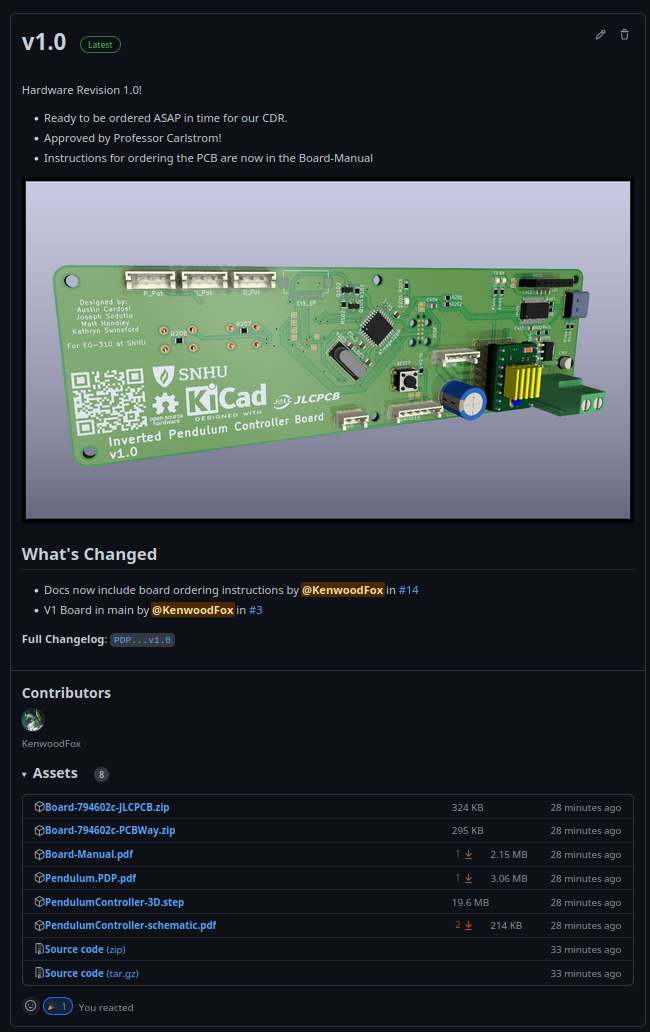 v1.0 Latest
Hardware Revision 1.0!
Ready to be ordered ASAP in time for our CDR.
Approved by Professor Carlstrom!
Instructions for ordering the PCB are now in the Board-Manual
P_Pot
I_Pot
D_Pot
EYE_SP
Designed by:
Austin Cardosi
Joseph Sedutto
Matt Handley
Kathryn Swineford
For EG-310 at SNHU
R206
R207
RESET
SNHU
open source
hardware
KiCad
DESIGNED WITH
JLCPCB
Inverted Pendulum Controller Board
v1.0
What's Changed
Docs now include board ordering instructions by @KenwoodFox in #14
V1 Board in main by @KenwoodFox in #3
Full Changelog: PDP...v1.0
Contributors
KenwoodFox
Assets 8
Board-794602c-JLCPCB.zip 324 KB 28 minutes ago
Board-794602c-PCBWay.zip 295 KB 28 minutes ago
Board-Manual.pdf 1 2.15 MB 28 minutes ago
Pendulum.PDP.pdf 1 3.06 MB 28 minutes ago
PendulumController-3D.step 19.6 MB 28 minutes ago
PendulumController-schematic.pdf 2 214 KB 28 minutes ago
Source code (zip) 33 minutes ago
Source code (tar.gz) 33 minutes ago
1 You reacted